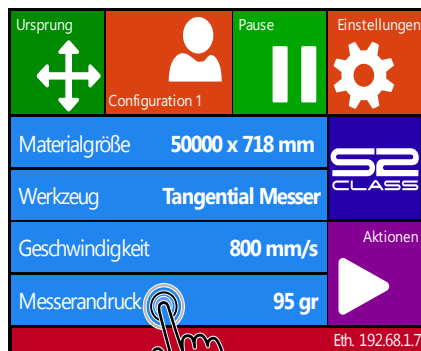 Ursprung
Configuration 1
Pause
Einstellungen
Materialgröße 50000 x 718 mm
S2
CLASS
Werkzeug Tangential Messer
Geschwindigkeit 800 mm/s
Aktionen
Messerandruck 95 gr
Eth. 192.68.1.7